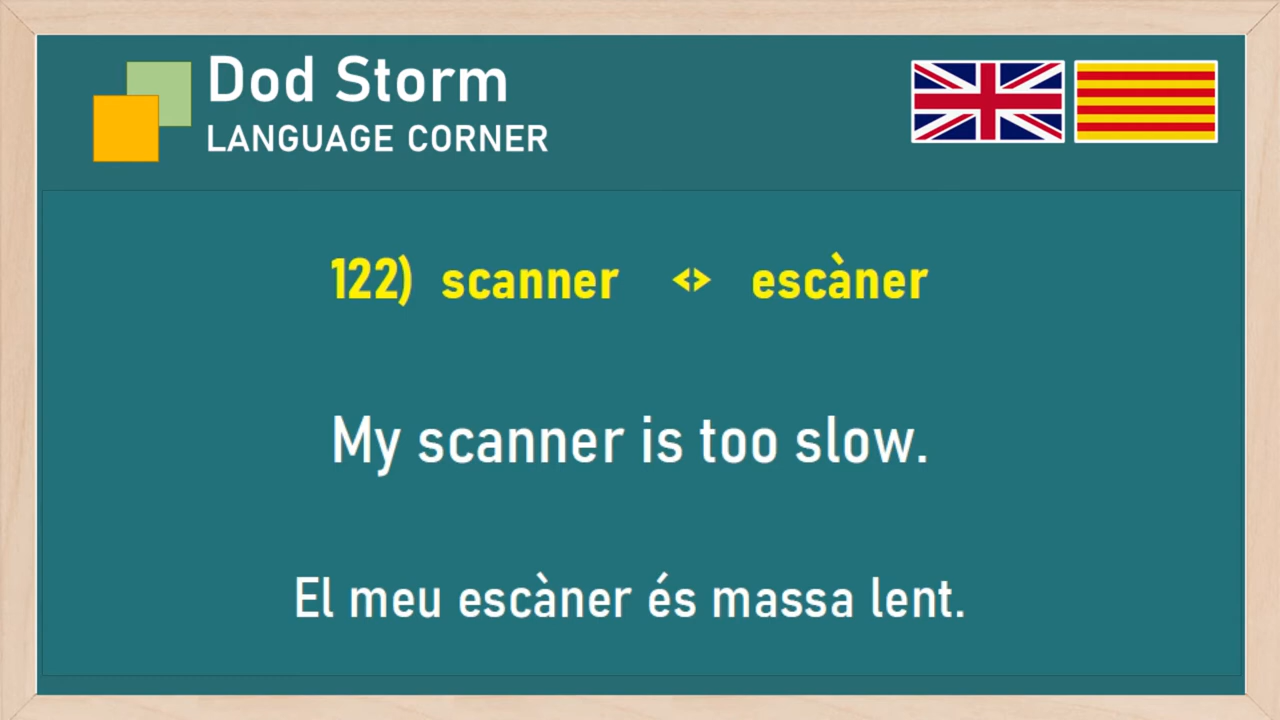 Dod Storm
LANGUAGE CORNER
122) scanner <> escàner
My scanner is too slow.
El meu escàner és massa lent.